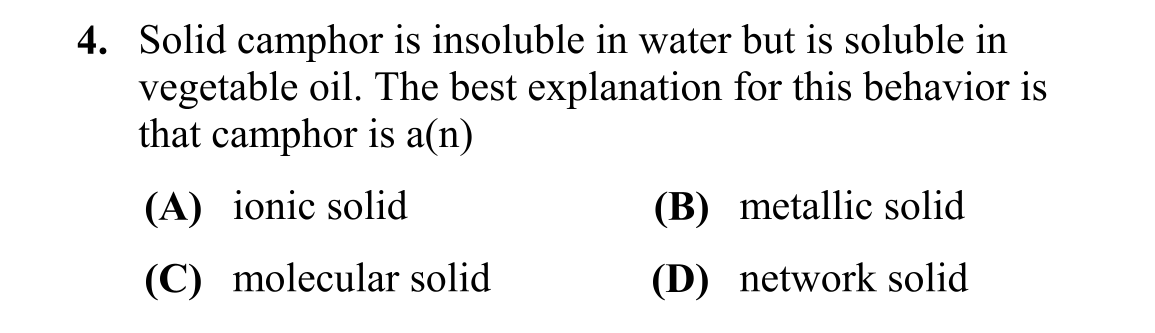 4. Solid camphor is insoluble in water but is soluble in
vegetable oil. The best explanation for this behavior is
that camphor is a(n)
(A) ionic solid (B) metallic solid
(C) molecular solid (D) network solid